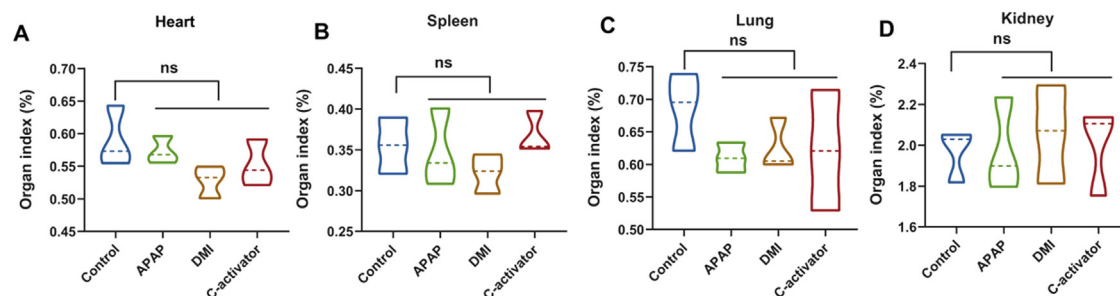 A
Heart
Organ index (%)
0.70
0.65
0.60
0.55
0.50
0.45
ns
Control
APAP
DMI
C-activator
B
Spleen
Organ index (%)
0.45
0.40
0.35
0.30
0.25
ns
Control
APAP
DMI
C-activator
C
Lung
Organ index (%)
0.75
0.70
0.65
0.60
0.55
0.50
ns
Control
APAP
DMI
C-activator
D
Kidney
Organ index (%)
2.4
2.2
2.0
1.8
1.6
ns
Control
APAP
DMI
C-activator